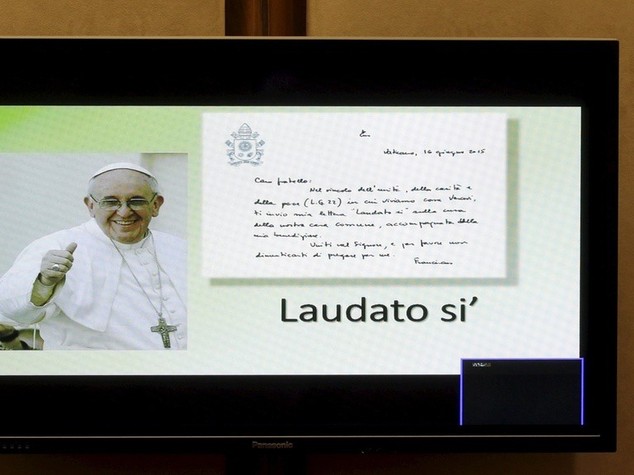 Vaticano, 16 giugno 2015
Caro fratello:
Nel vincolo dell'unità, della carità e
della pace (L.G. 22) in cui viviamo come Vescovi,
ti invio mia lettera "Laudato si' sulla cura
della nostra casa comune, accompagnata dalla
mia benedizione.
Uniti nel Signore, e per favore non
dimenticarti di pregare per me.
Francesco
Laudato si'
Panasonic